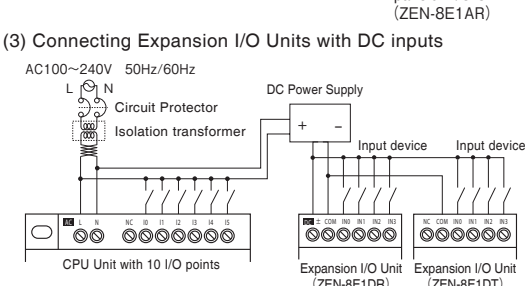 (ZEN-8E1AR)
(3) Connecting Expansion I/O Units with DC inputs
AC100~240V 50Hz/60Hz
L N
DC Power Supply
Circuit Protector
Isolation transformer
+ −
Input device Input device
AC L N NC I0 I1 I2 I3 I4 I5
DC ± COM IN0 IN1 IN2 IN3
NC COM IN0 IN1 IN2 IN3
CPU Unit with 10 I/O points
Expansion I/O Unit Expansion I/O Unit
(ZEN-8E1DR) (ZEN-8E1DT)